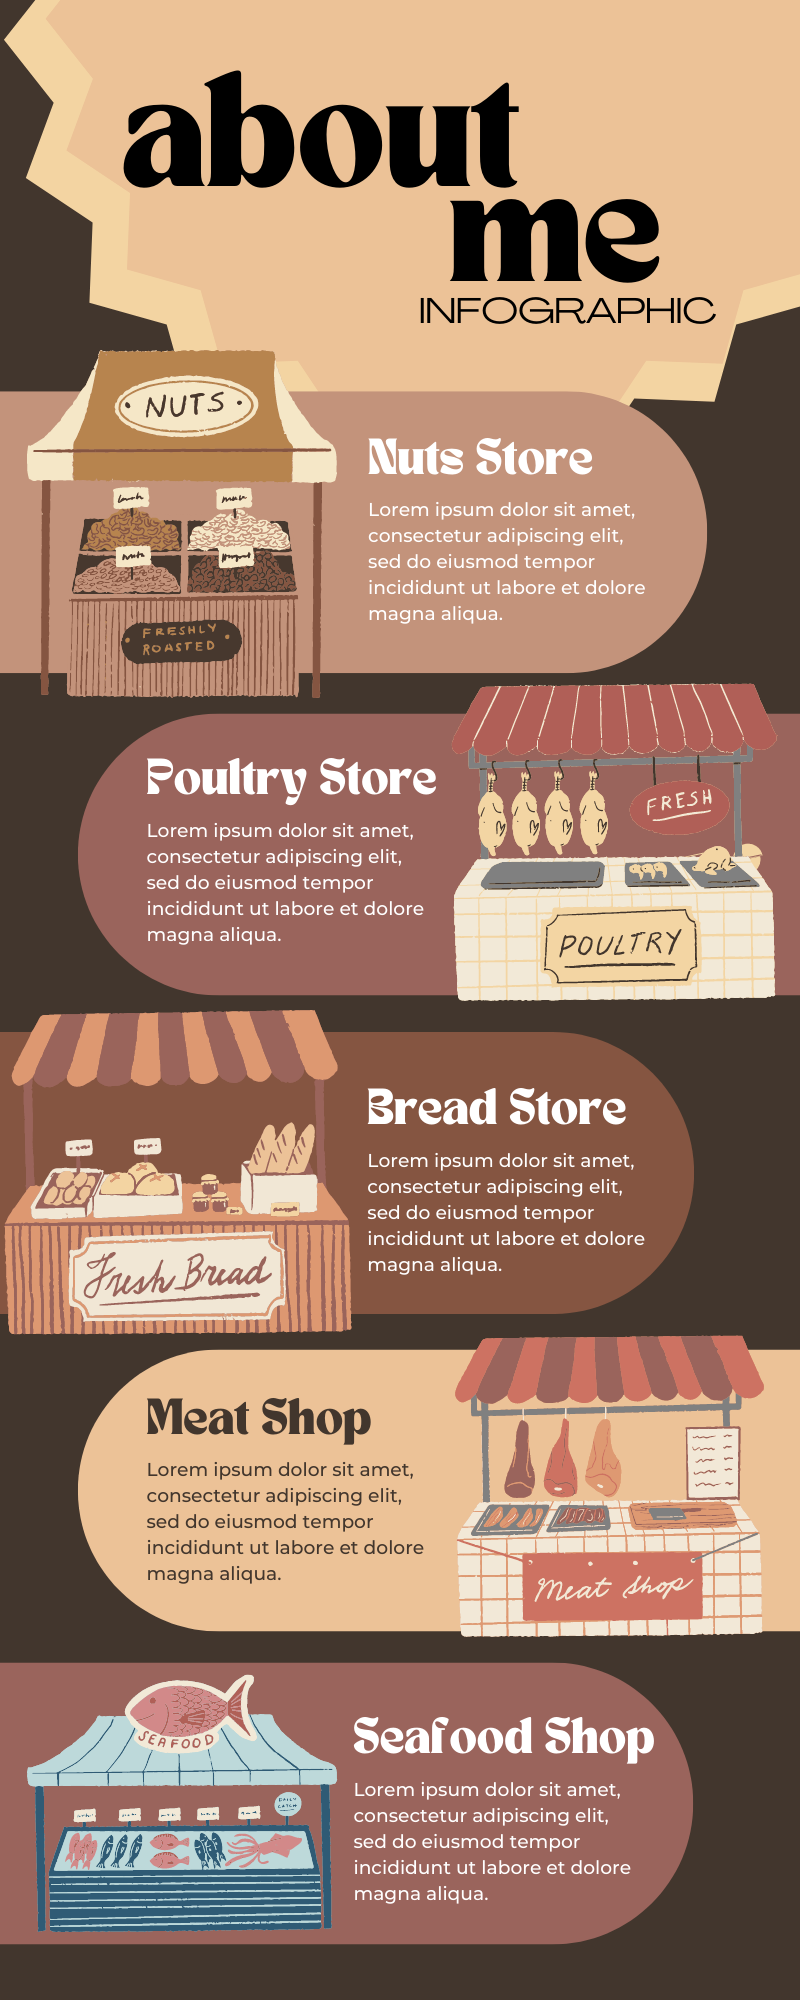 about
me
INFOGRAPHIC
NUTS
FRESHLY
ROASTED
Nuts Store
Lorem ipsum dolor sit amet,
consectetur adipiscing elit,
sed do eiusmod tempor
incididunt ut labore et dolore
magna aliqua.
Poultry Store
Lorem ipsum dolor sit amet,
consectetur adipiscing elit,
sed do eiusmod tempor
incididunt ut labore et dolore
magna aliqua.
FRESH
POULTRY
Fresh Bread
Bread Store
Lorem ipsum dolor sit amet,
consectetur adipiscing elit,
sed do eiusmod tempor
incididunt ut labore et dolore
magna aliqua.
Meat Shop
Lorem ipsum dolor sit amet,
consectetur adipiscing elit,
sed do eiusmod tempor
incididunt ut labore et dolore
magna aliqua.
Meat Shop
SEAFOOD
DAILY
CATCH
Seafood Shop
Lorem ipsum dolor sit amet,
consectetur adipiscing elit,
sed do eiusmod tempor
incididunt ut labore et dolore
magna aliqua.